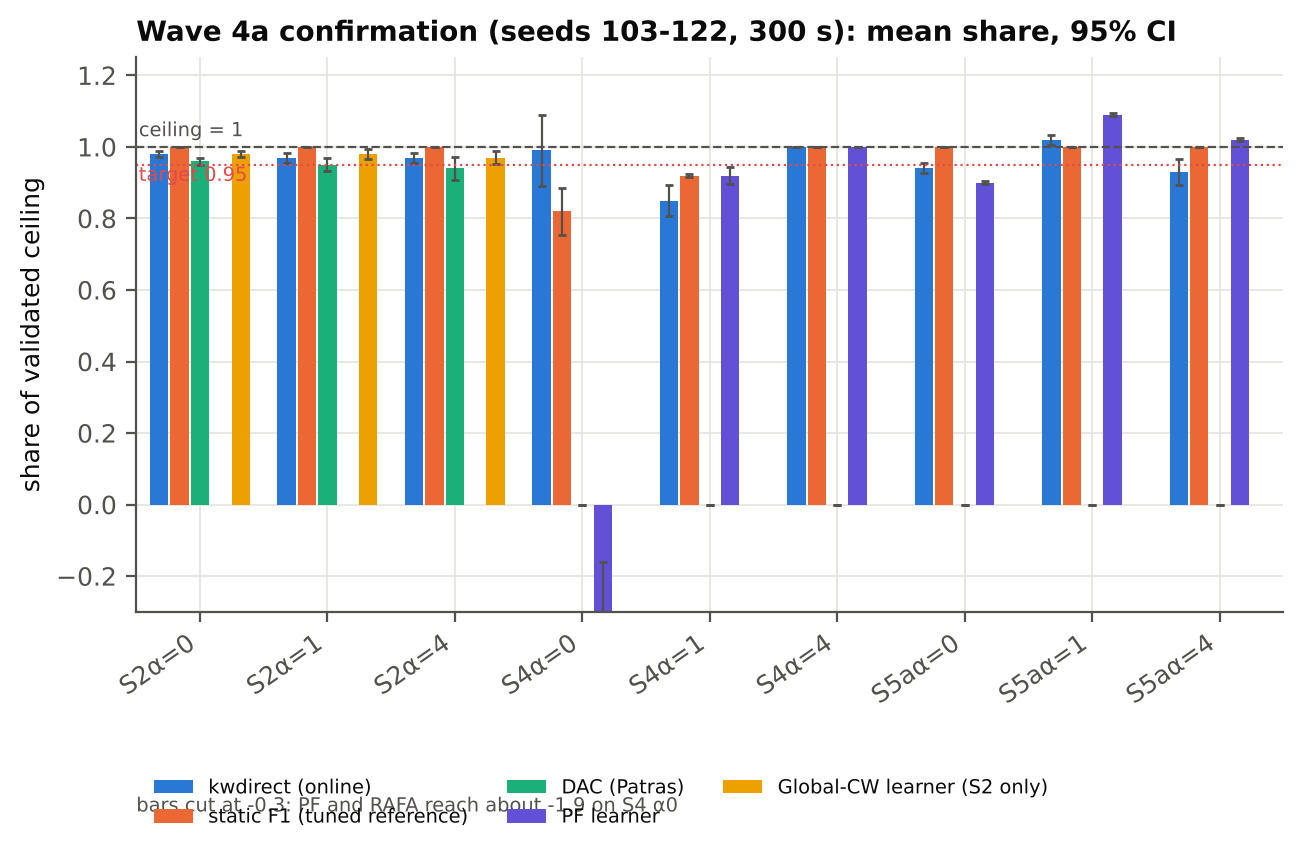 Wave 4a confirmation (seeds 103-122, 300 s): mean share, 95% CI
share of validated ceiling
1.2
1.0
0.8
0.6
0.4
0.2
0.0
−0.2
ceiling = 1
target 0.95
S2α=0
S2α=1
S2α=4
S4α=0
S4α=1
S4α=4
S5aα=0
S5aα=1
S5aα=4
kwdirect (online)
DAC (Patras)
Global-CW learner (S2 only)
bars cut at -0.3: PF and RAFA reach about -1.9 on S4 α0
static F1 (tuned reference)
PF learner